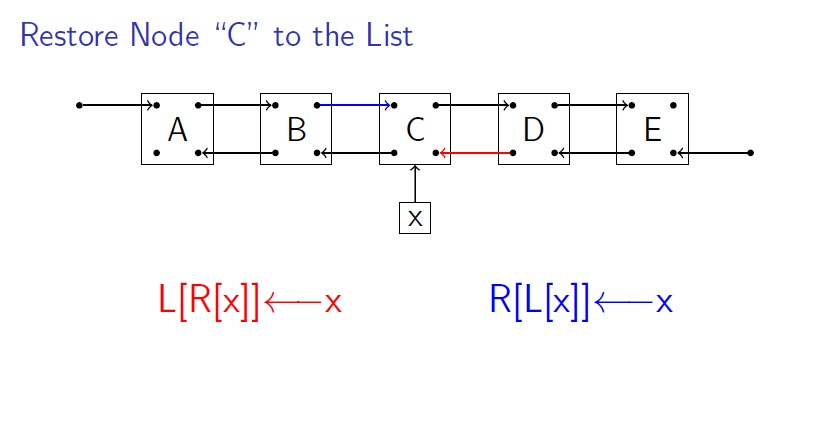 Restore Node “C” to the List
A B C D E
x
L[R[x]]⟵x R[L[x]]⟵x